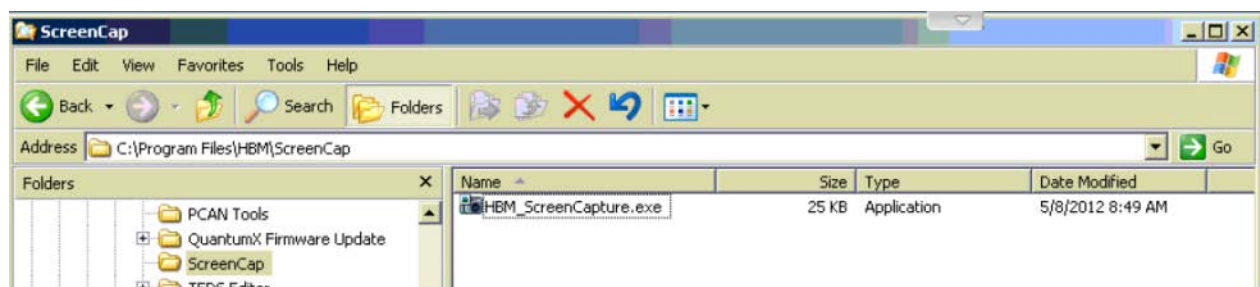 ScreenCap
File Edit View Favorites Tools Help
Back Search Folders
Address C:\Program Files\HBM\ScreenCap Go
Folders Name Size Type Date Modified
PCAN Tools HBM_ScreenCapture.exe 25 KB Application 5/8/2012 8:49 AM
QuantumX Firmware Update
ScreenCap
TEDS Editor